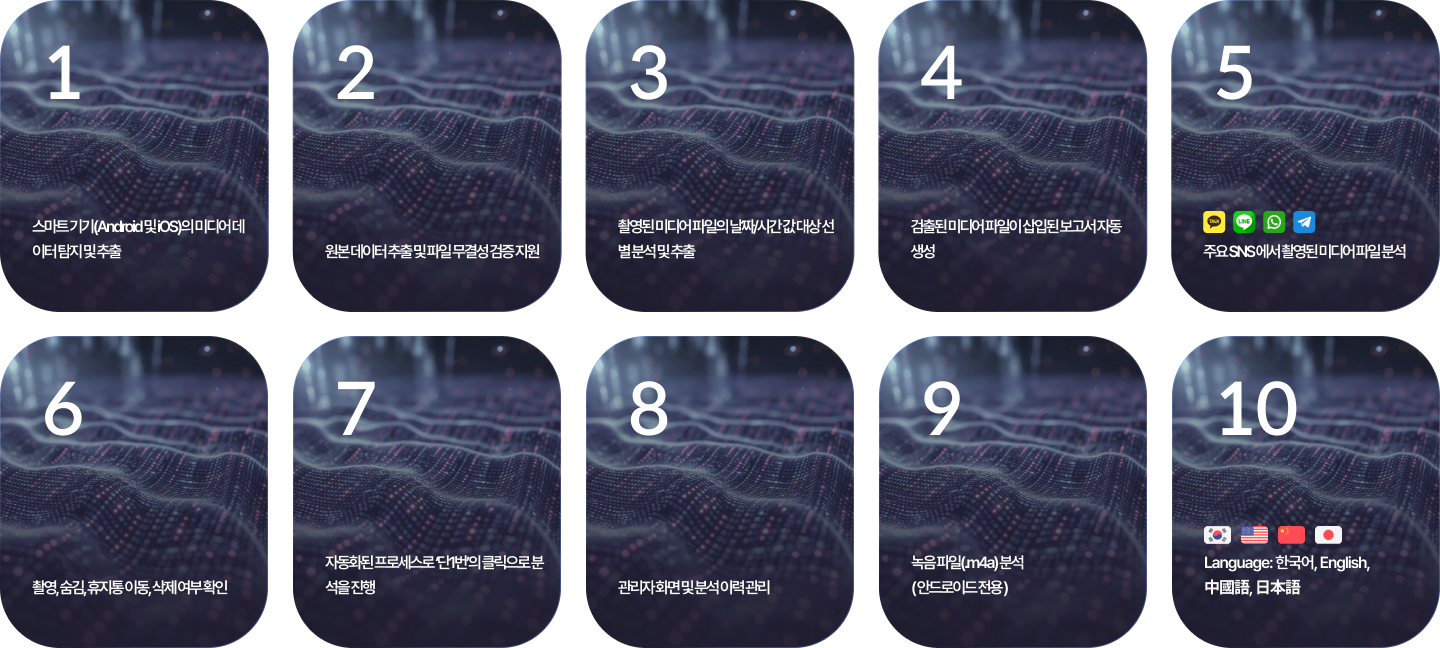 1
스마트 기기(Android 및 iOS)의 미디어 데
이터 탐지 및 추출
2
원본 데이터 추출 및 파일 무결성 검증 지원
3
촬영된 미디어 파일의 날짜/시간 값 대상 선
별 분석 및 추출
4
검출된 미디어 파일이 삽입된 보고서 자동
생성
5
TALK
LINE
주요 SNS에서 촬영된 미디어 파일 분석
6
촬영, 숨김, 휴지통 이동, 삭제 여부 확인
7
자동화된 프로세스로 '단 1번'의 클릭으로 분
석을 진행
8
관리자 화면 및 분석 이력 관리
9
녹음 파일(.m4a) 분석
( 안드로이드 전용 )
10
Language: 한국어, English,
中國語, 日本語